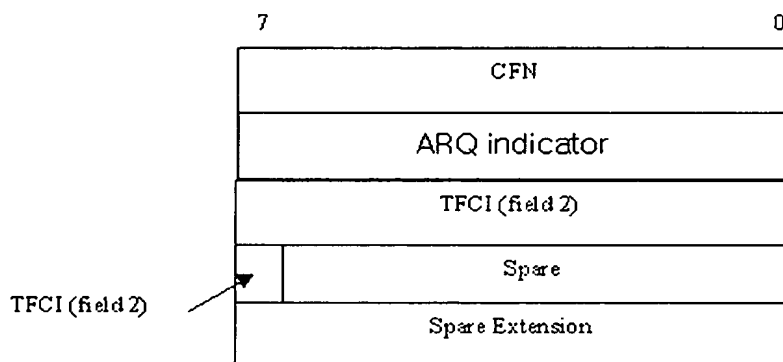 7 0
CFN
ARQ indicator
TFCI (field 2)
Spare
TFCI (field 2)
Spare Extension